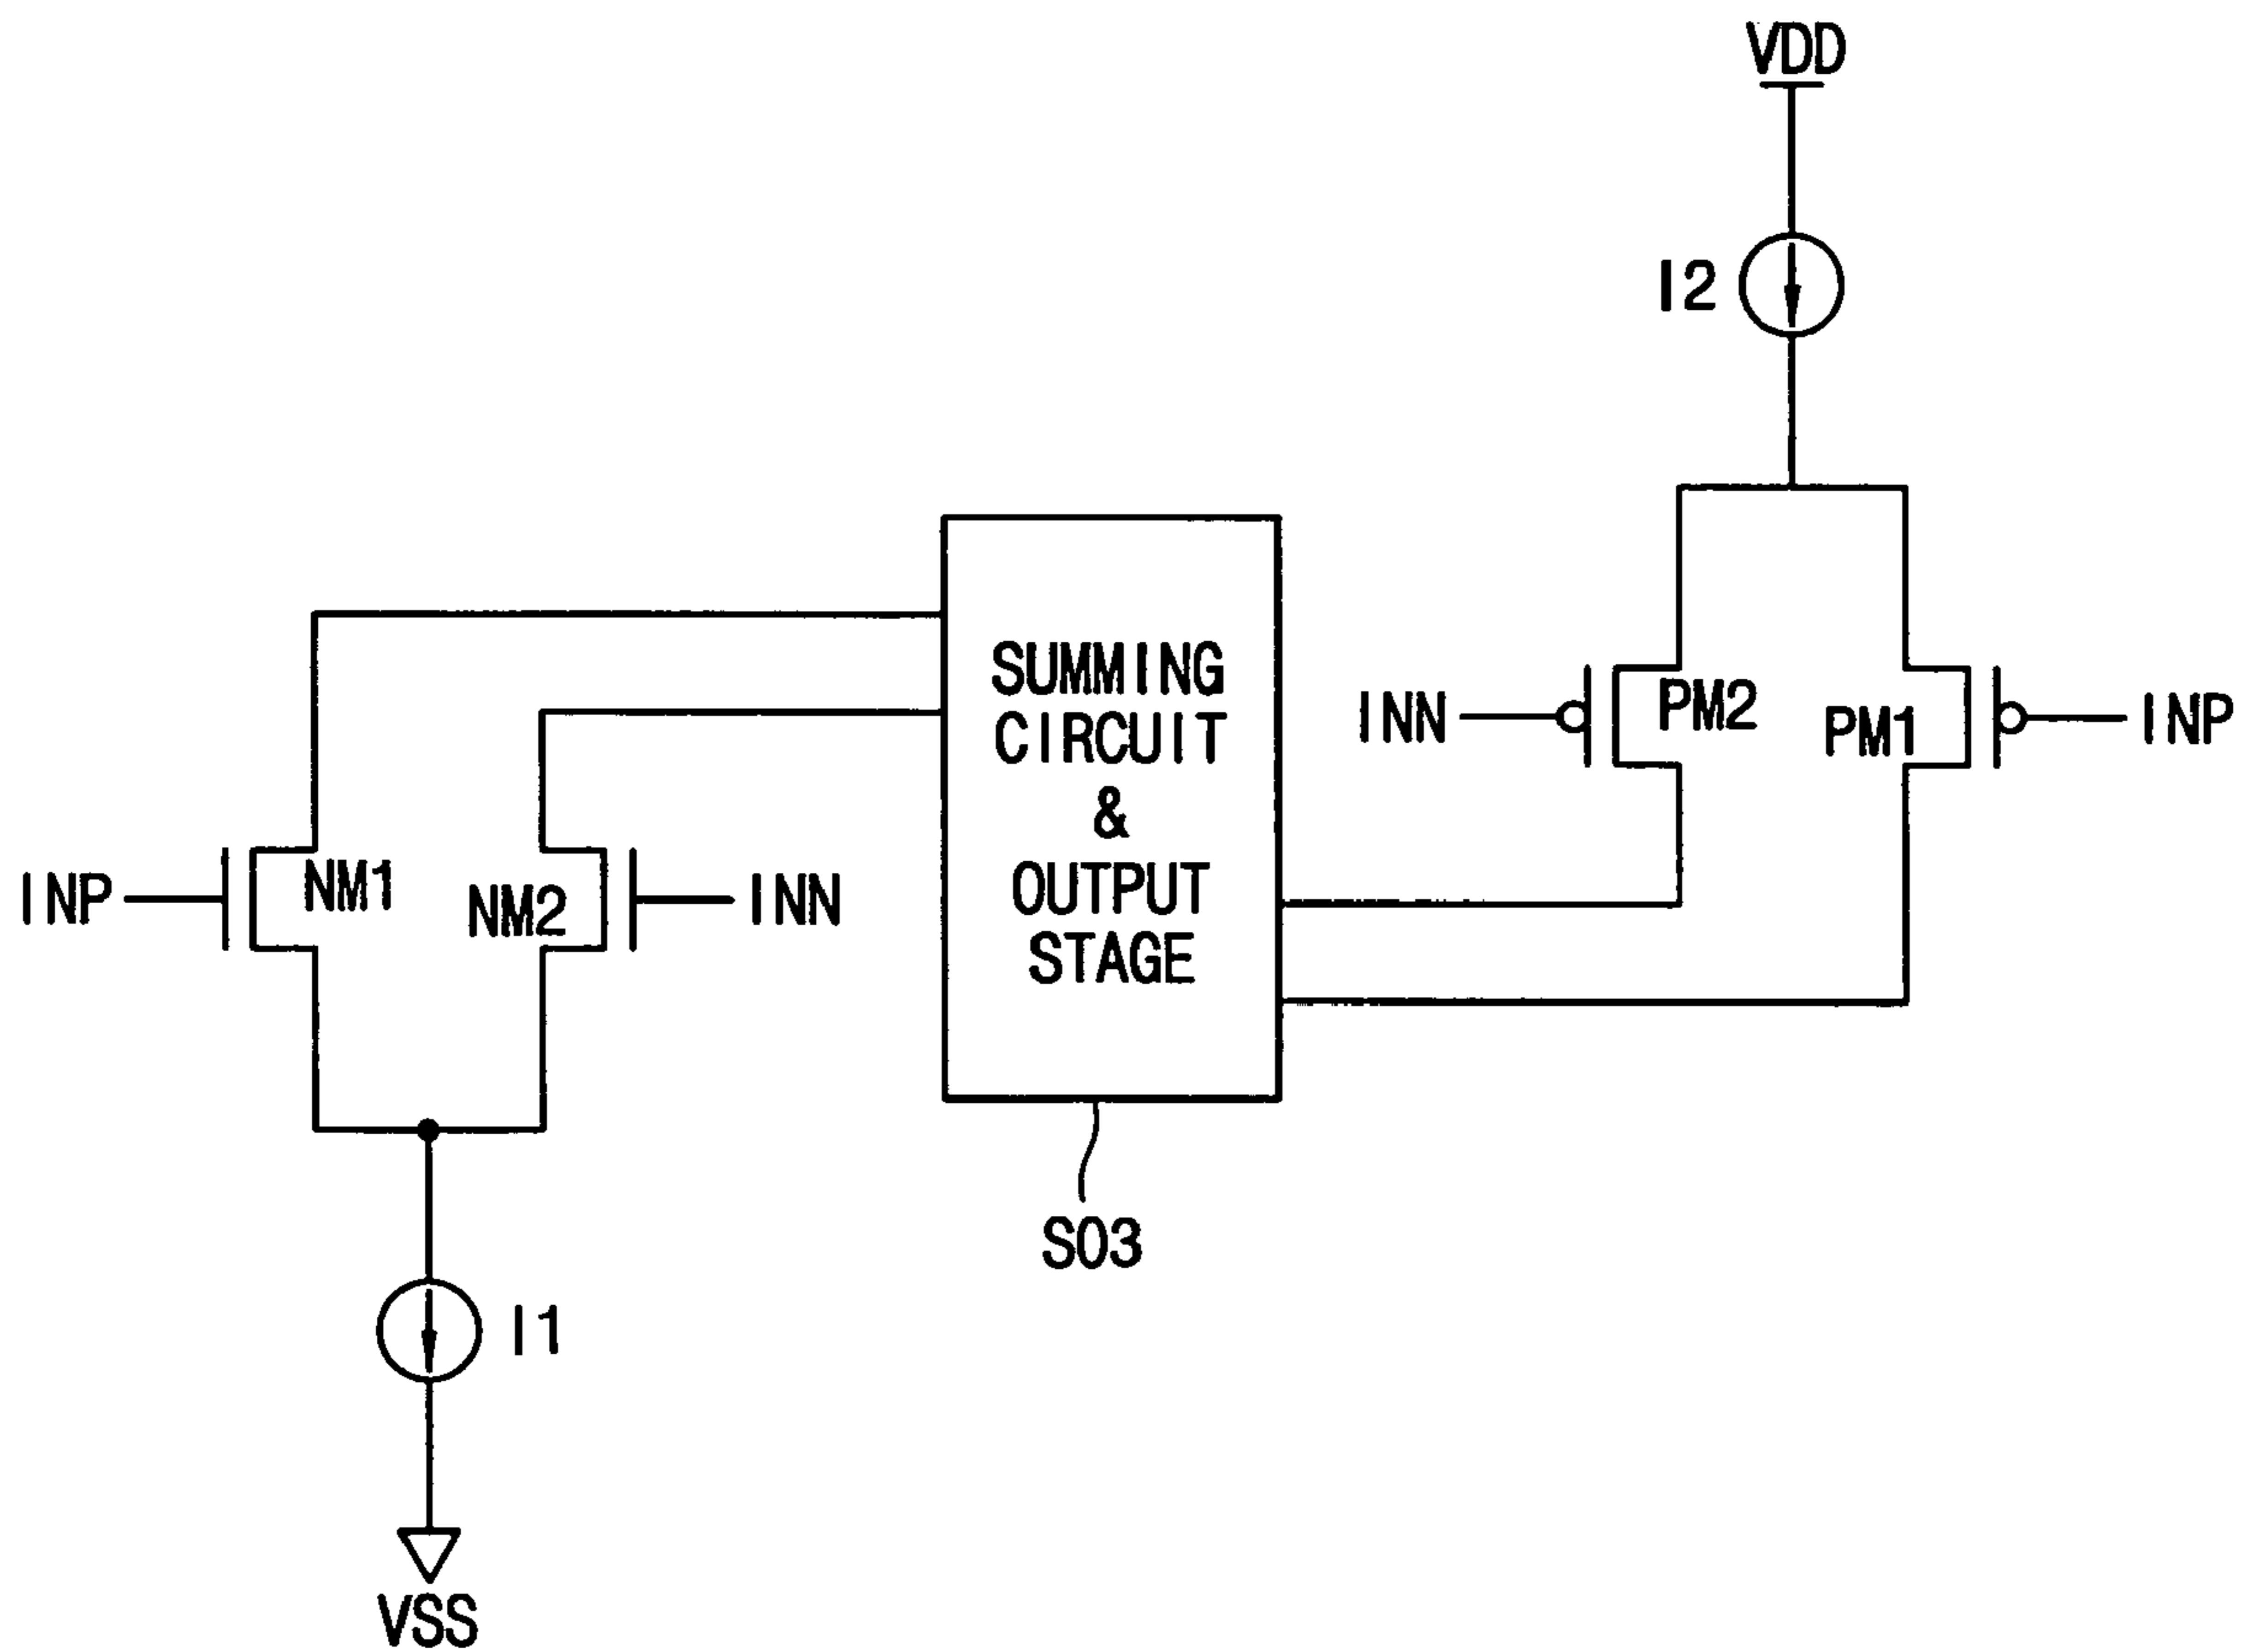 VDD
I2
SUMMING
CIRCUIT
&
OUTPUT
STAGE
INN
PM2
PM1
INP
INP
NM1
NM2
INN
S03
I1
VSS